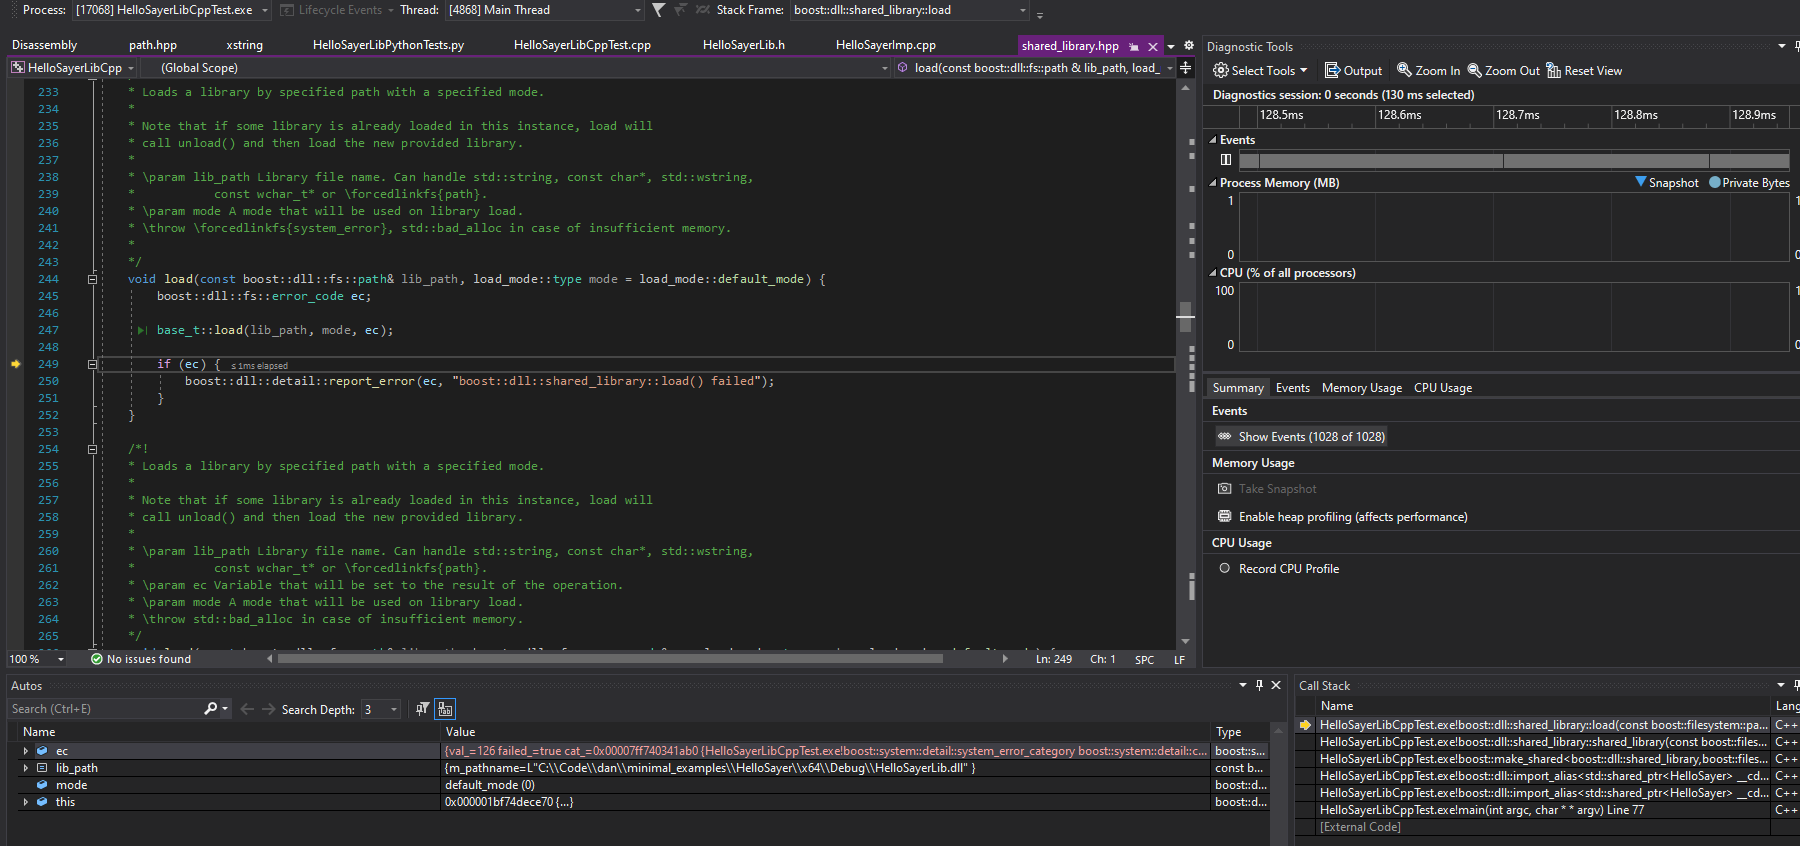 Process: [17068] HelloSayerLibCppTest.exe Lifecycle Events Thread: [4868] Main Thread Stack Frame: boost::dll::shared_library::load
Disassembly path.hpp xstring HelloSayerLibPythonTests.py HelloSayerLibCppTest.cpp HelloSayerLib.h HelloSayerImp.cpp shared_library.hpp
HelloSayerLibCpp (Global Scope) load(const boost::dll::fs::path & lib_path, load_
233 * Loads a library by specified path with a specified mode.
234 *
235 * Note that if some library is already loaded in this instance, load will
236 * call unload() and then load the new provided library.
237 *
238 * \param lib_path Library file name. Can handle std::string, const char*, std::wstring,
239 * const wchar_t* or \forcedlinkfs{path}.
240 * \param mode A mode that will be used on library load.
241 * \throw \forcedlinkfs{system_error}, std::bad_alloc in case of insufficient memory.
242 *
243 */
244 void load(const boost::dll::fs::path& lib_path, load_mode::type mode = load_mode::default_mode) {
245 boost::dll::fs::error_code ec;
246
247 base_t::load(lib_path, mode, ec);
248
249 if (ec) { ≤ 1ms elapsed
250 boost::dll::detail::report_error(ec, "boost::dll::shared_library::load() failed");
251 }
252 }
253
254 /*!
255 * Loads a library by specified path with a specified mode.
256 *
257 * Note that if some library is already loaded in this instance, load will
258 * call unload() and then load the new provided library.
259 *
260 * \param lib_path Library file name. Can handle std::string, const char*, std::wstring,
261 * const wchar_t* or \forcedlinkfs{path}.
262 * \param ec Variable that will be set to the result of the operation.
263 * \param mode A mode that will be used on library load.
264 * \throw std::bad_alloc in case of insufficient memory.
265 */
100 % No issues found Ln: 249 Ch: 1 SPC LF
Diagnostic Tools
Select Tools Output Zoom In Zoom Out Reset View
Diagnostics session: 0 seconds (130 ms selected)
128.5ms 128.6ms 128.7ms 128.8ms 128.9ms
Events
Process Memory (MB) Snapshot Private Bytes
1 1
0 0
CPU (% of all processors)
100 1
0 0
Summary Events Memory Usage CPU Usage
Events
Show Events (1028 of 1028)
Memory Usage
Take Snapshot
Enable heap profiling (affects performance)
CPU Usage
Record CPU Profile
Autos
Search (Ctrl+E) Search Depth: 3
Name Value Type
ec {val_=126 failed_=true cat_=0x00007ff740341ab0 {HelloSayerLibCppTest.exe!boost::system::detail::system_error_category boost::system::detail::c... boost::s...
lib_path {m_pathname=L"C:\\Code\\dan\\minimal_examples\\HelloSayer\\x64\\Debug\\HelloSayerLib.dll" } const b...
mode default_mode (0) boost::d...
this 0x000001bf74dece70 {...} boost::d...
Call Stack
Name Lang
HelloSayerLibCppTest.exe!boost::dll::shared_library::load(const boost::filesystem::pa... C++
HelloSayerLibCppTest.exe!boost::dll::shared_library::shared_library(const boost::files... C++
HelloSayerLibCppTest.exe!boost::make_shared<boost::dll::shared_library,boost::files... C++
HelloSayerLibCppTest.exe!boost::dll::import_alias<std::shared_ptr<HelloSayer> __cd... C++
HelloSayerLibCppTest.exe!boost::dll::import_alias<std::shared_ptr<HelloSayer> __cd... C++
HelloSayerLibCppTest.exe!main(int argc, char * * argv) Line 77 C++
[External Code]